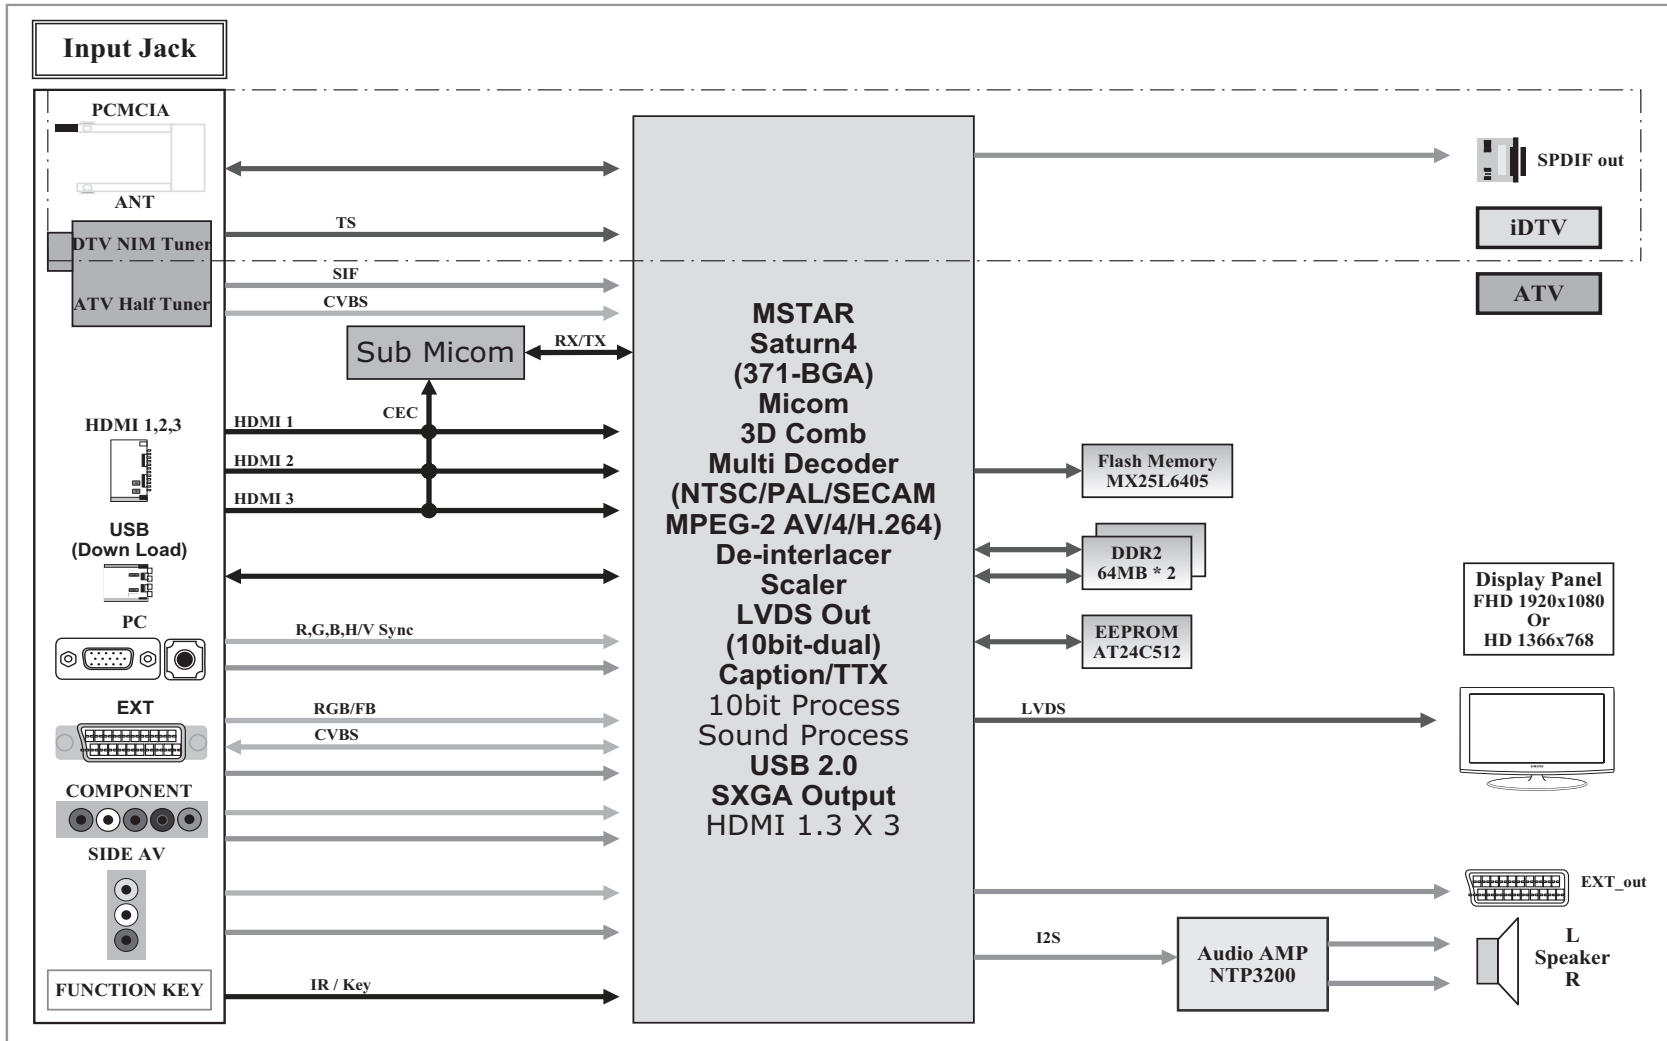 Input Jack
PCMCIA
ANT
DTV NIM Tuner
ATV Half Tuner
HDMI 1,2,3
USB
(Down Load)
PC
EXT
COMPONENT
SIDE AV
FUNCTION KEY
TS
SIF
CVBS
Sub Micom
RX/TX
CEC
HDMI 1
HDMI 2
HDMI 3
R,G,B,H/V Sync
RGB/FB
CVBS
IR / Key
MSTAR
Saturn4
(371-BGA)
Micom
3D Comb
Multi Decoder
(NTSC/PAL/SECAM
MPEG-2 AV/4/H.264)
De-interlacer
Scaler
LVDS Out
(10bit-dual)
Caption/TTX
10bit Process
Sound Process
USB 2.0
SXGA Output
HDMI 1.3 X 3
SPDIF out
iDTV
ATV
Flash Memory
MX25L6405
DDR2
64MB * 2
EEPROM
AT24C512
Display Panel
FHD 1920x1080
Or
HD 1366x768
LVDS
EXT_out
I2S
Audio AMP
NTP3200
L
Speaker
R